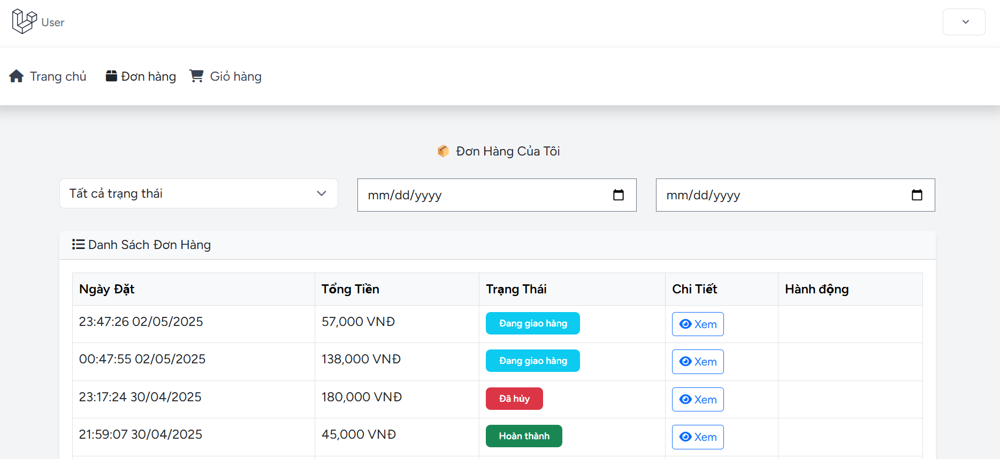 User
Trang chủ Đơn hàng Giỏ hàng
Đơn Hàng Của Tôi
Tất cả trạng thái mm/dd/yyyy mm/dd/yyyy
Danh Sách Đơn Hàng
Ngày Đặt Tổng Tiền Trạng Thái Chi Tiết Hành động
23:47:26 02/05/2025 57,000 VNĐ Đang giao hàng Xem
00:47:55 02/05/2025 138,000 VNĐ Đang giao hàng Xem
23:17:24 30/04/2025 180,000 VNĐ Đã hủy Xem
21:59:07 30/04/2025 45,000 VNĐ Hoàn thành Xem